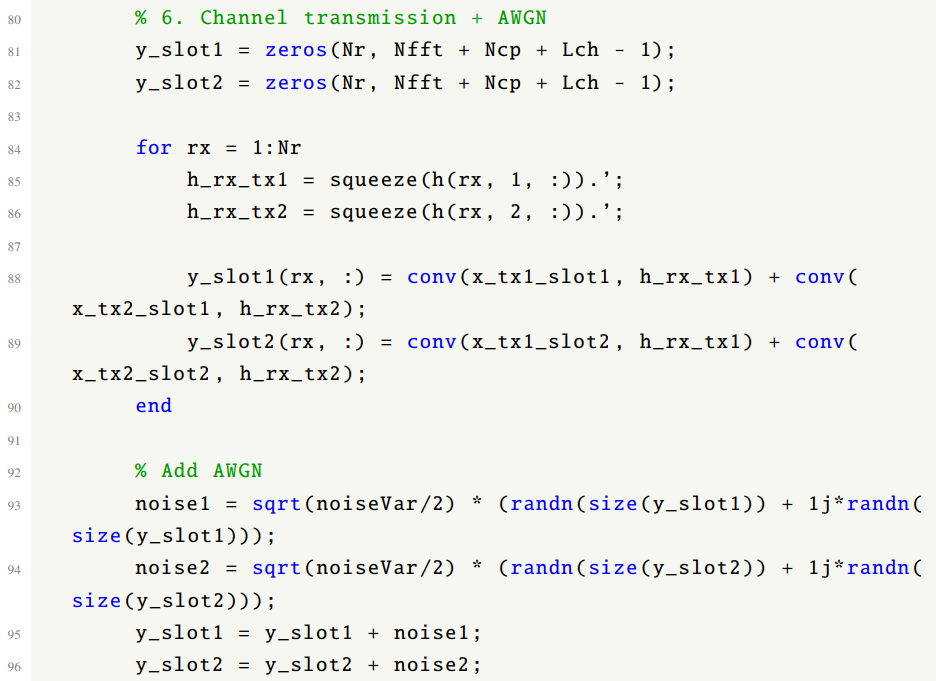 80 % 6. Channel transmission + AWGN
81 y_slot1 = zeros(Nr, Nfft + Ncp + Lch - 1);
82 y_slot2 = zeros(Nr, Nfft + Ncp + Lch - 1);
83
84 for rx = 1:Nr
85 h_rx_tx1 = squeeze(h(rx, 1, :)).’;
86 h_rx_tx2 = squeeze(h(rx, 2, :)).’;
87
88 y_slot1(rx, :) = conv(x_tx1_slot1, h_rx_tx1) + conv(
x_tx2_slot1, h_rx_tx2);
89 y_slot2(rx, :) = conv(x_tx1_slot2, h_rx_tx1) + conv(
x_tx2_slot2, h_rx_tx2);
90 end
91
92 % Add AWGN
93 noise1 = sqrt(noiseVar/2) * (randn(size(y_slot1)) + 1j*randn(
size(y_slot1)));
94 noise2 = sqrt(noiseVar/2) * (randn(size(y_slot2)) + 1j*randn(
size(y_slot2)));
95 y_slot1 = y_slot1 + noise1;
96 y_slot2 = y_slot2 + noise2;